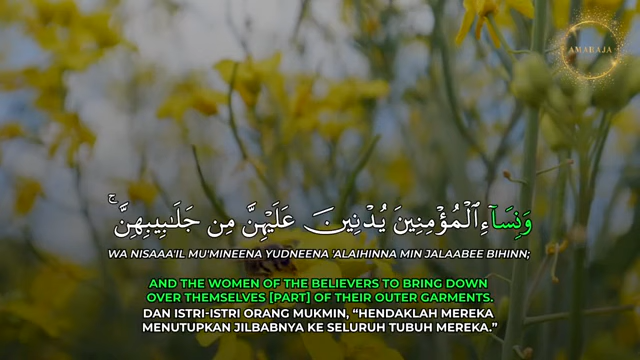 AMARAJA
وَنِسَآءِ ٱلْمُؤْمِنِينَ يُدْنِينَ عَلَيْهِنَّ مِن جَلَـٰبِيبِهِنَّ ۚ
WA NISAAA'IL MU'MINEENA YUDNEENA 'ALAIHINNA MIN JALAABEE BIHINN;
AND THE WOMEN OF THE BELIEVERS TO BRING DOWN
OVER THEMSELVES [PART] OF THEIR OUTER GARMENTS.
DAN ISTRI-ISTRI ORANG MUKMIN, “HENDAKLAH MEREKA
MENUTUPKAN JILBABNYA KE SELURUH TUBUH MEREKA.”